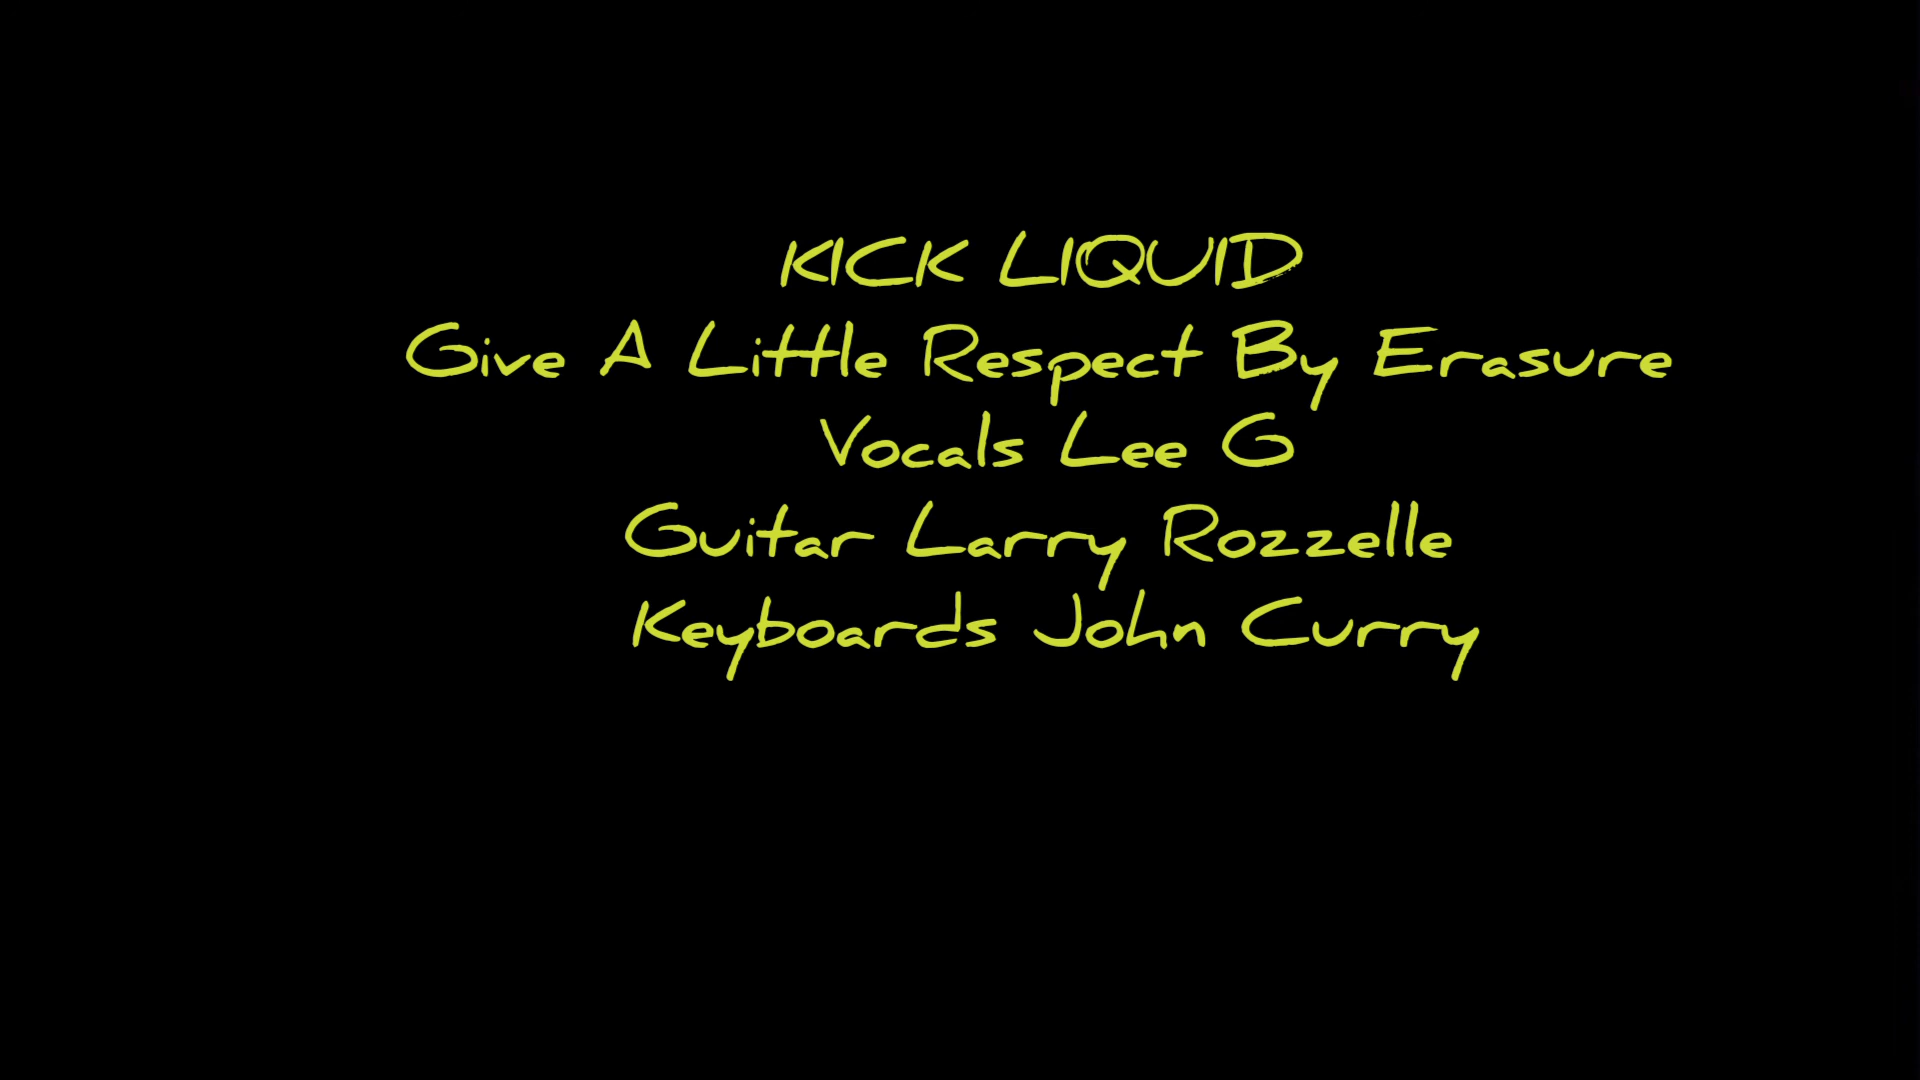 KICK LIQUID
Give A Little Respect By Erasure
Vocals Lee G
Guitar Larry Rozzelle
Keyboards John Curry